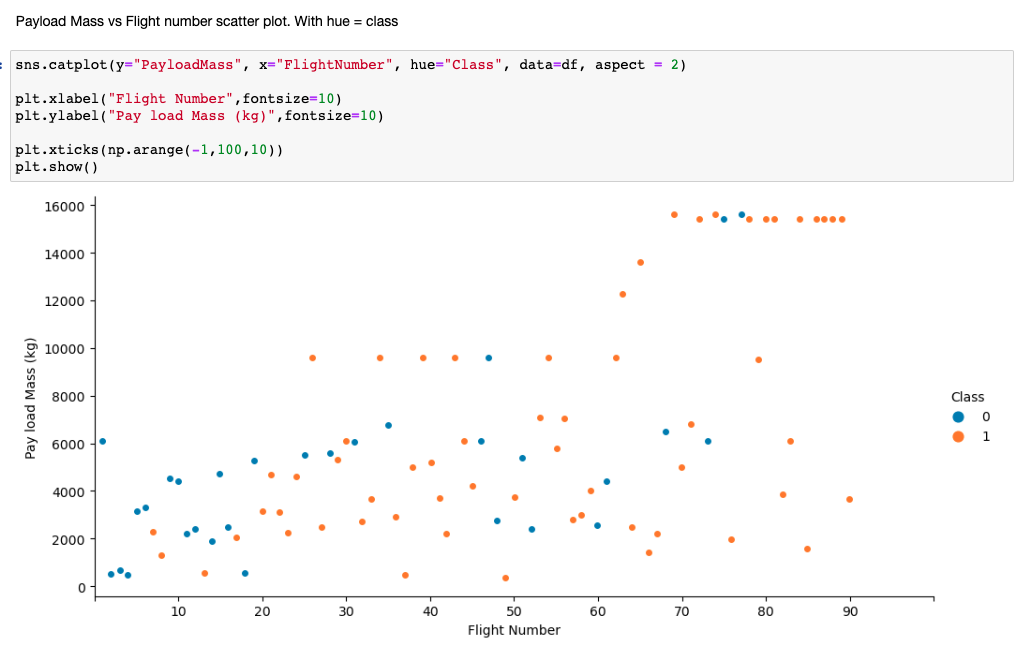 Payload Mass vs Flight number scatter plot. With hue = class
:
sns.catplot(y="PayloadMass", x="FlightNumber", hue="Class", data=df, aspect = 2)
plt.xlabel("Flight Number",fontsize=10)
plt.ylabel("Pay load Mass (kg)",fontsize=10)
plt.xticks(np.arange(-1,100,10))
plt.show()
16000
14000
12000
10000
8000
6000
4000
2000
0
Pay load Mass (kg)
Class
0
1
10 20 30 40 50 60 70 80 90
Flight Number